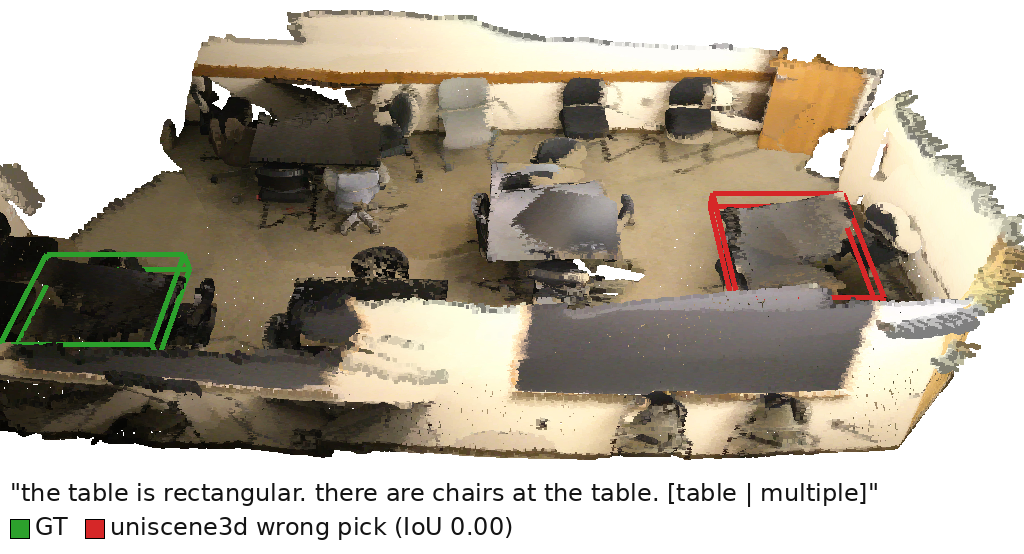 "the table is rectangular. there are chairs at the table. [table | multiple]"
GT uniscene3d wrong pick (IoU 0.00)